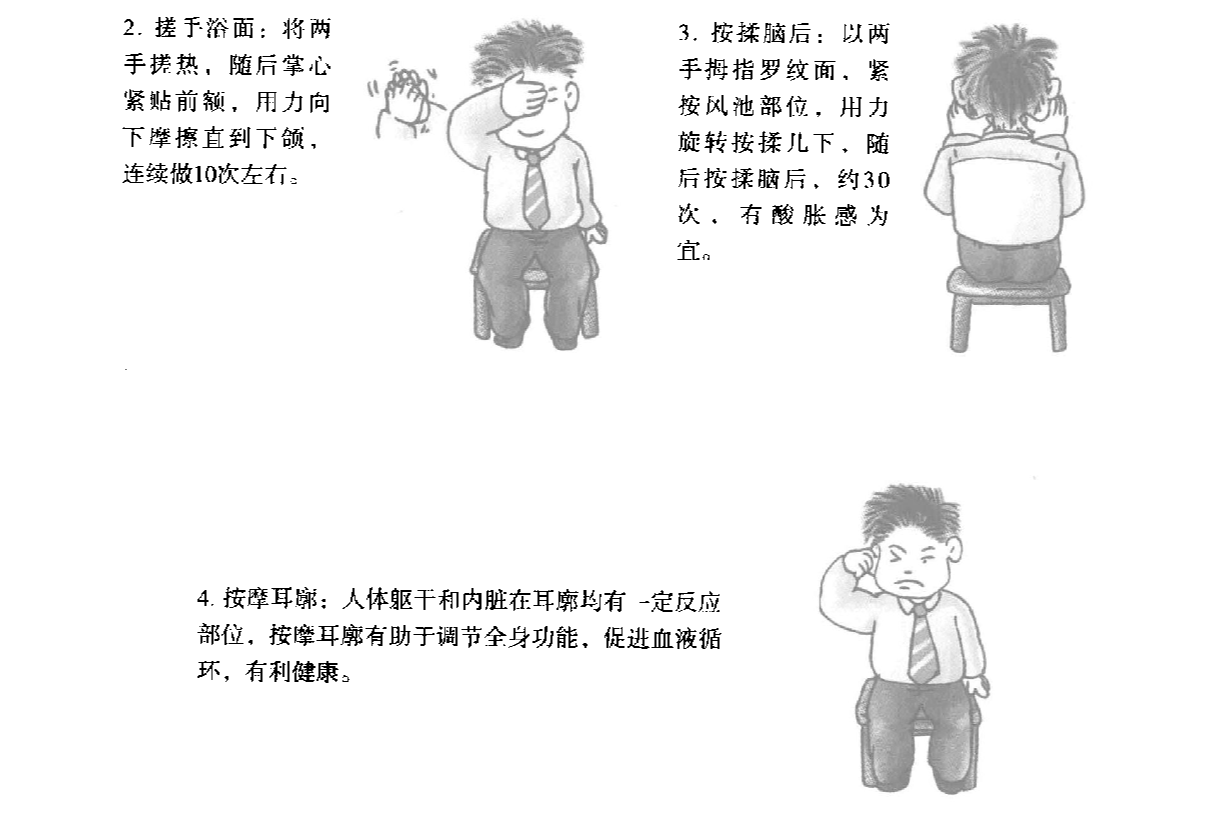 2. 搓手浴面：将两
手搓热，随后掌心
紧贴前额，用力向
下摩擦直到下颌，
连续做10次左右。
3. 按揉脑后：以两
手拇指罗纹面，紧
按风池部位，用力
旋转按揉几下，随
后按揉脑后，约30
次，有酸胀感为
宜。
4. 按摩耳廓：人体躯干和内脏在耳廓均有一定反应
部位，按摩耳廓有助于调节全身功能，促进血液循
环，有利健康。